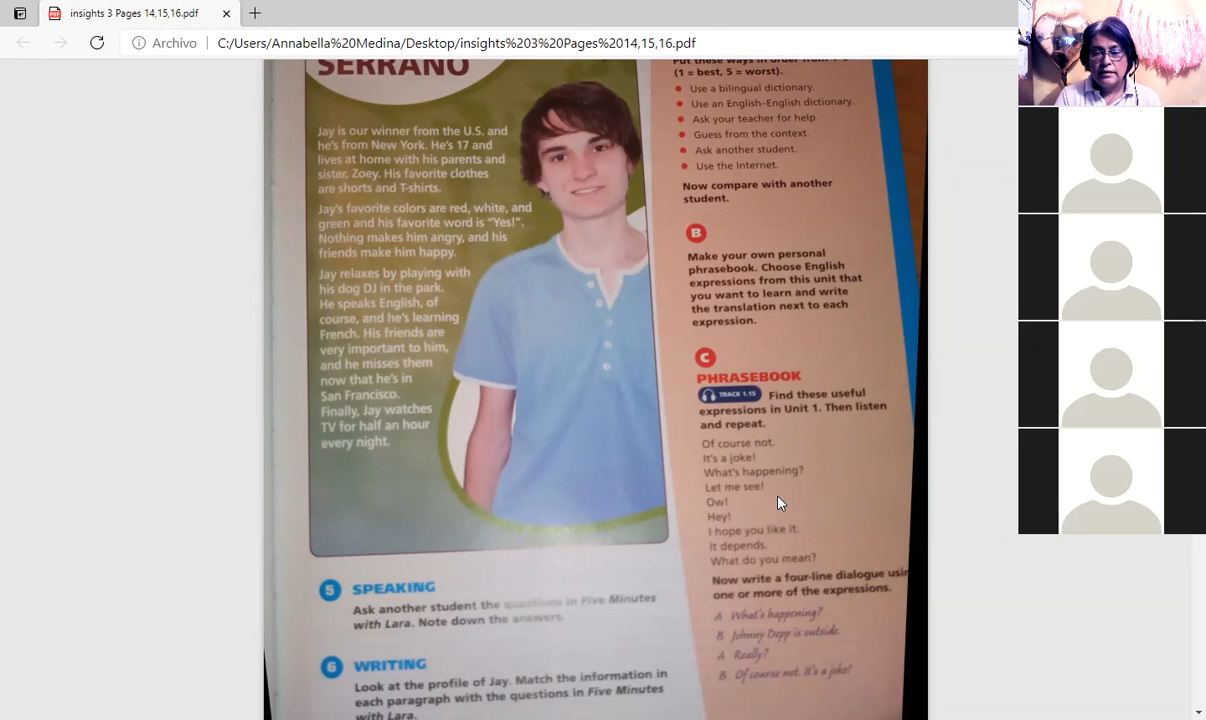 insights 3 Pages 14,15,16.pdf
Archivo
C:/Users/Annabella%20Medina/Desktop/insights%203%20Pages%2014,15,16.pdf
SERRANO
Jay is our winner from the U.S. and
he's from New York. He's 17 and
lives at home with his parents and
sister, Zoey. His favorite clothes
are shorts and T-shirts.
Jay's favorite colors are red, white, and
green and his favorite word is "Yes!".
Nothing makes him angry, and his
friends make him happy.
Jay relaxes by playing with
his dog DJ in the park.
He speaks English, of
course, and he's learning
French. His friends are
very important to him,
and he misses them
now that he's in
San Francisco.
Finally, Jay watches
TV for half an hour
every night.
5 SPEAKING
Ask another student the questions in Five Minutes
with Lara. Note down the answers.
6 WRITING
Look at the profile of Jay. Match the information in
each paragraph with the questions in Five Minutes
with Lara.
Put these ways in order from
(1 = best, 5 = worst).
Use a bilingual dictionary.
Use an English–English dictionary.
Ask your teacher for help.
Guess from the context.
Ask another student.
Use the Internet.
Now compare with another
student.
B
Make your own personal
phrasebook. Choose English
expressions from this unit that
you want to learn and write
the translation next to each
expression.
C
PHRASEBOOK
TRACK 1.15 Find these useful
expressions in Unit 1. Then listen
and repeat.
Of course not.
It's a joke!
What's happening?
Let me see!
Ow!
Hey!
I hope you like it.
It depends.
What do you mean?
Now write a four-line dialogue usin
one or more of the expressions.
A What's happening?
B Johnny Depp is outside.
A Really?
B Of course not. It's a joke!